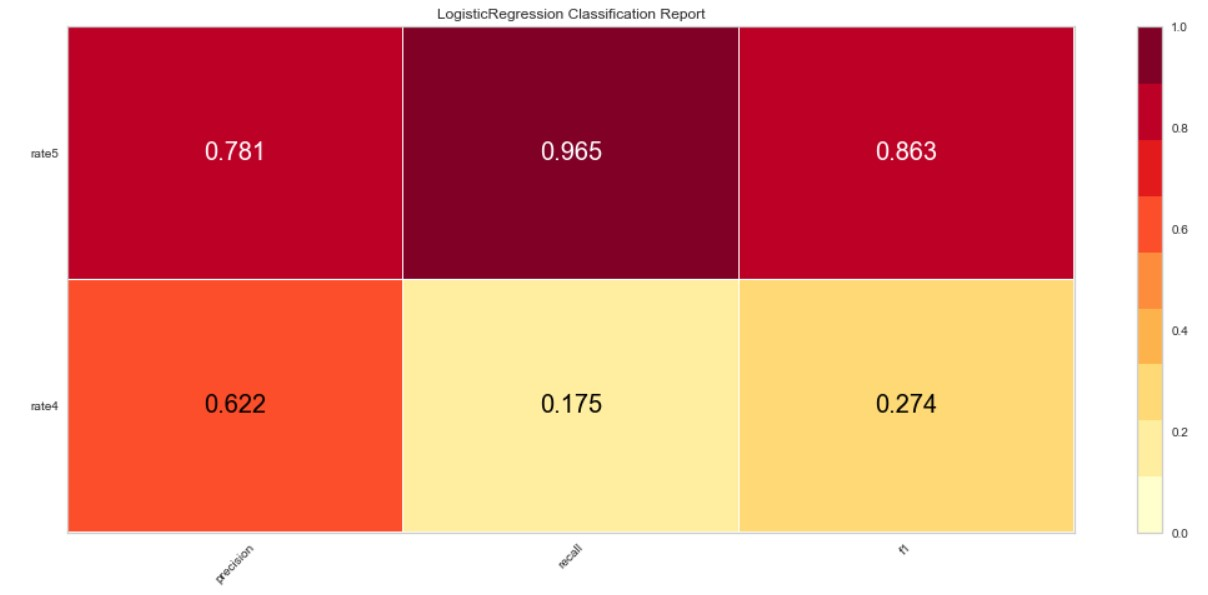 LogisticRegression Classification Report
rate5
0.781
0.965
0.863
rate4
0.622
0.175
0.274
precision
recall
f1
1.0
0.8
0.6
0.4
0.2
0.0